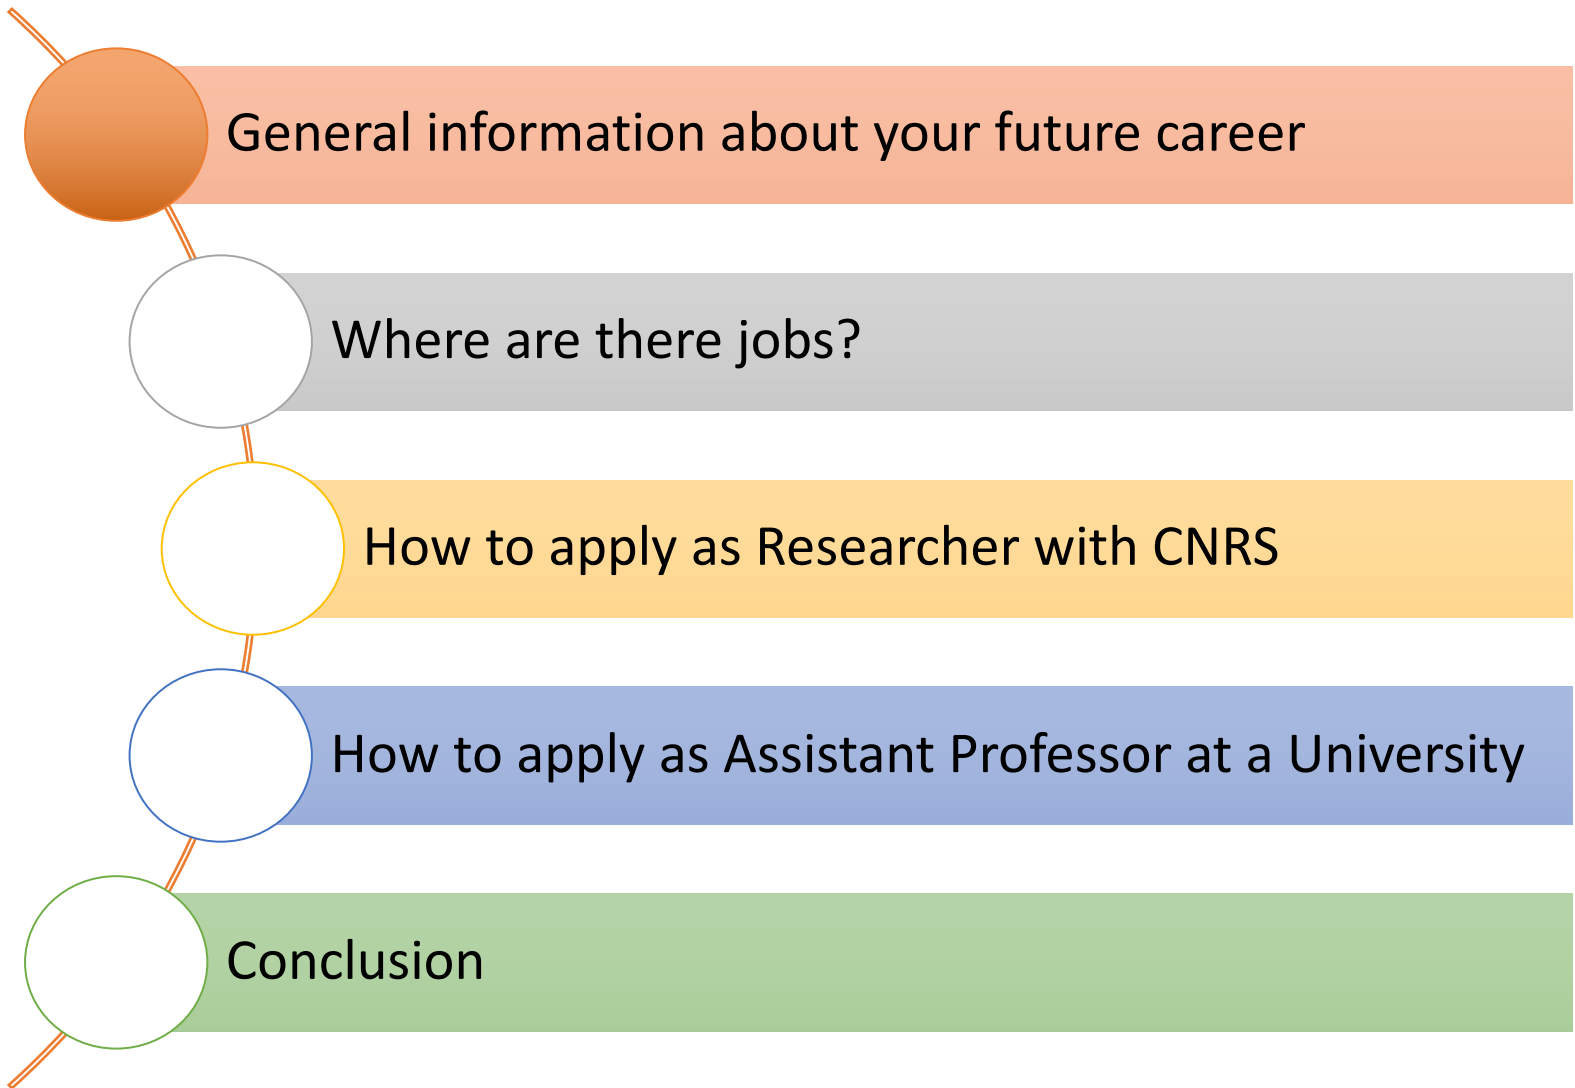 General information about your future career
Where are there jobs?
How to apply as Researcher with CNRS
How to apply as Assistant Professor at a University
Conclusion